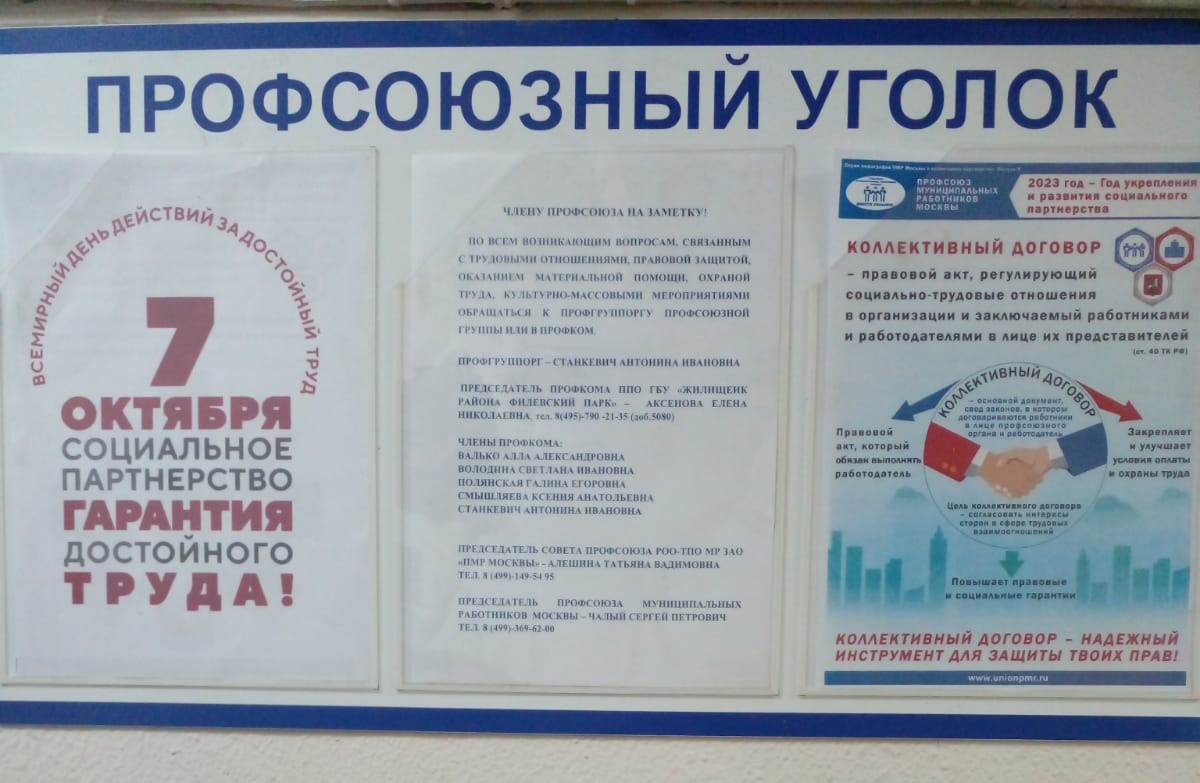 ПРОФСОЮЗНЫЙ УГОЛОК
ВСЕМИРНЫЙ ДЕНЬ ДЕЙСТВИЙ ЗА ДОСТОЙНЫЙ ТРУД
7
ОКТЯБРЯ
СОЦИАЛЬНОЕ
ПАРТНЕРСТВО
ГАРАНТИЯ
ДОСТОЙНОГО
ТРУДА!
ЧЛЕНУ ПРОФСОЮЗА НА ЗАМЕТКУ!
ПО ВСЕМ ВОЗНИКАЮЩИМ ВОПРОСАМ, СВЯЗАННЫМ
С ТРУДОВЫМИ ОТНОШЕНИЯМИ, ПРАВОВОЙ ЗАЩИТОЙ,
ОКАЗАНИЕМ МАТЕРИАЛЬНОЙ ПОМОЩИ, ОХРАНОЙ
ТРУДА, КУЛЬТУРНО-МАССОВЫМИ МЕРОПРИЯТИЯМИ
ОБРАЩАТЬСЯ К ПРОФГРУППОРГУ ПРОФСОЮЗНОЙ
ГРУППЫ ИЛИ В ПРОФКОМ.
ПРОФГРУППОРГ – СТАНКЕВИЧ АНТОНИНА ИВАНОВНА
ПРЕДСЕДАТЕЛЬ ПРОФКОМА ППО ГБУ «ЖИЛИЩЕИК
РАЙОНА ФИЛЕВСКИЙ ПАРК» – АКСЕНОВА ЕЛЕНА
НИКОЛАЕВНА, тел. 8(495)-790 -21-35 (доб.5080)
ЧЛЕНЫ ПРОФКОМА:
ВАЛЬКО АЛЛА АЛЕКСАНДРОВНА
ВОЛОДИНА СВЕТЛАНА ИВАНОВНА
ПОЛЯНСКАЯ ГАЛИНА ЕГОРОВНА
СМЫШЛЯЕВА КСЕНИЯ АНАТОЛЬЕВНА
СТАНКЕВИЧ АНТОНИНА ИВАНОВНА
ПРЕДСЕДАТЕЛЬ СОВЕТА ПРОФСОЮЗА РОО-ТПО МР ЗАО
«ПМР МОСКВЫ» - АЛЕШИНА ТАТЬЯНА ВАДИМОВНА
ТЕЛ. 8 (499)-149-54 95
ПРЕДСЕДАТЕЛЬ ПРОФСОЮЗА МУНИЦИПАЛЬНЫХ
РАБОТНИКОВ МОСКВЫ – ЧАЛЫЙ СЕРГЕЙ ПЕТРОВИЧ
ТЕЛ. 8 (499)-369-62-00
ПРОФСОЮЗ
МУНИЦИПАЛЬНЫХ
РАБОТНИКОВ
МОСКВЫ
2023 год – Год укрепления
и развития социального
партнерства
КОЛЛЕКТИВНЫЙ ДОГОВОР
– правовой акт, регулирующий
социально-трудовые отношения
в организации и заключаемый работниками
и работодателями в лице их представителей
(ст. 40 ТК РФ)
КОЛЛЕКТИВНЫЙ ДОГОВОР
– основной документ,
свод законов, в котором
договариваются работники
в лице профсоюзного
органа и работодатель
Правовой
акт, который
обязан выполнять
работодатель
Закрепляет
и улучшает
условия оплаты
и охраны труда
Цель коллективного договора
– согласовать интересы
сторон в сфере трудовых
взаимоотношений
Повышает правовые
и социальные гарантии
КОЛЛЕКТИВНЫЙ ДОГОВОР – НАДЕЖНЫЙ
ИНСТРУМЕНТ ДЛЯ ЗАЩИТЫ ТВОИХ ПРАВ!
www.unionpmr.ru